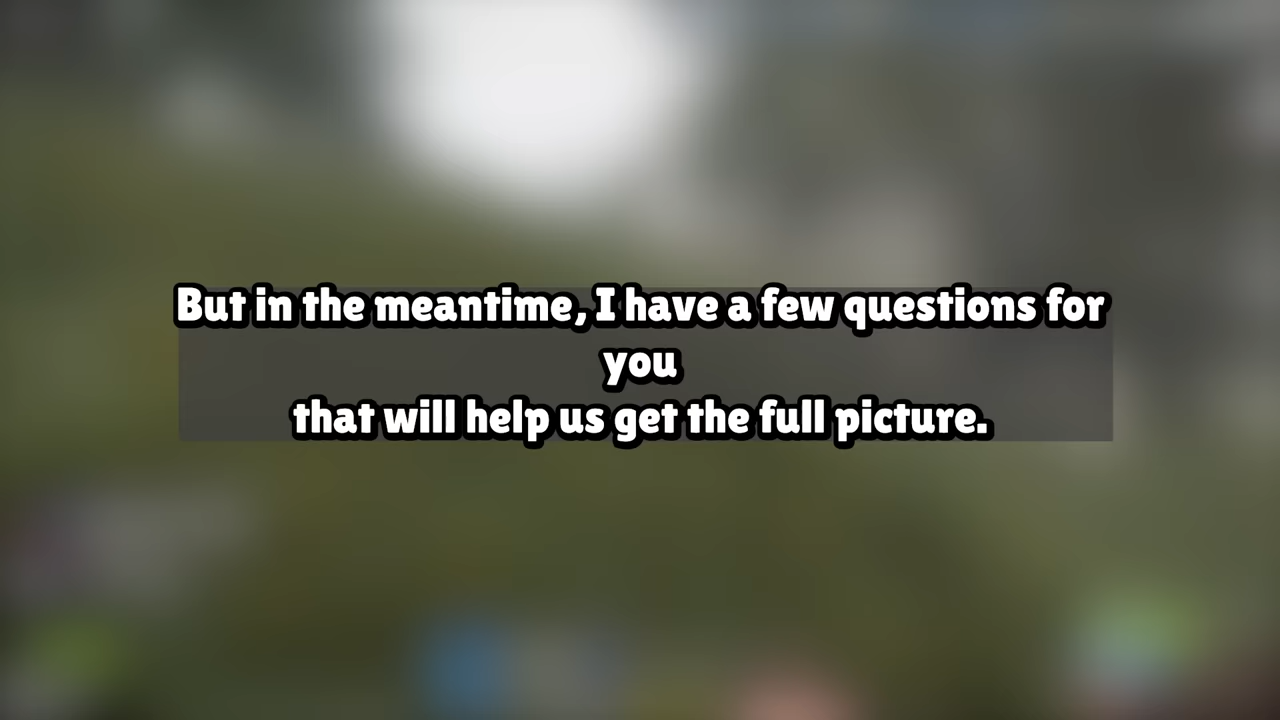 But in the meantime, I have a few questions for
you
that will help us get the full picture.